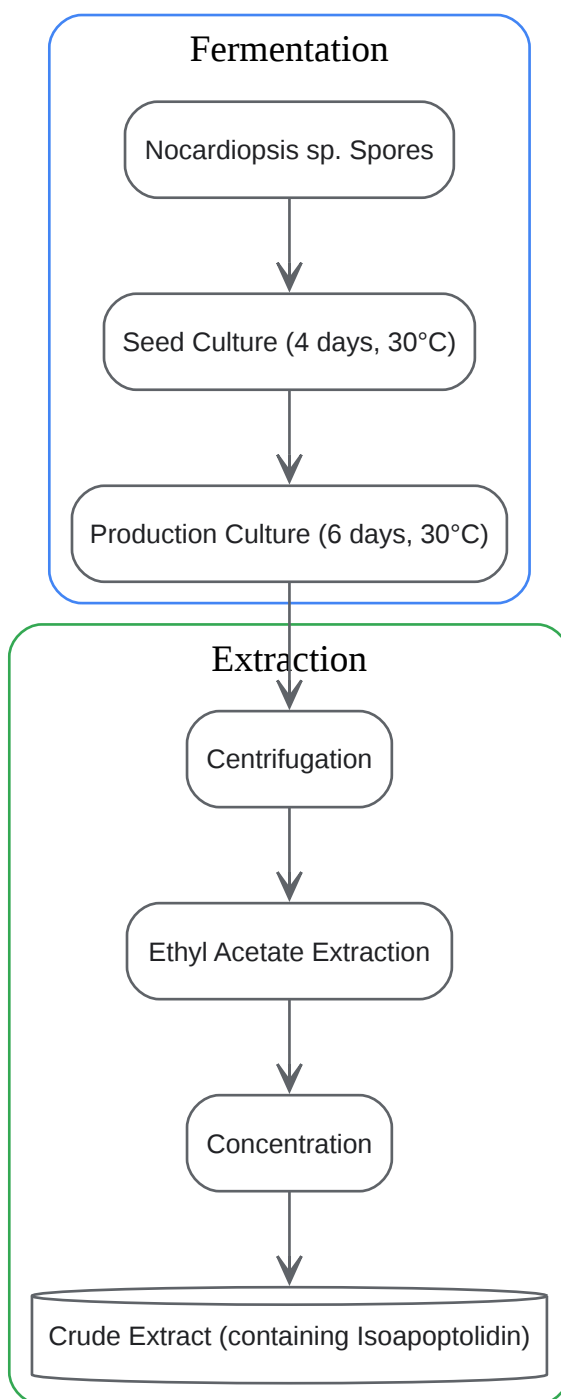 Fermentation
Nocardiopsis sp. Spores
Seed Culture (4 days, 30°C)
Production Culture (6 days, 30°C)
Extraction
Centrifugation
Ethyl Acetate Extraction
Concentration
Crude Extract (containing Isoapoptolidin)